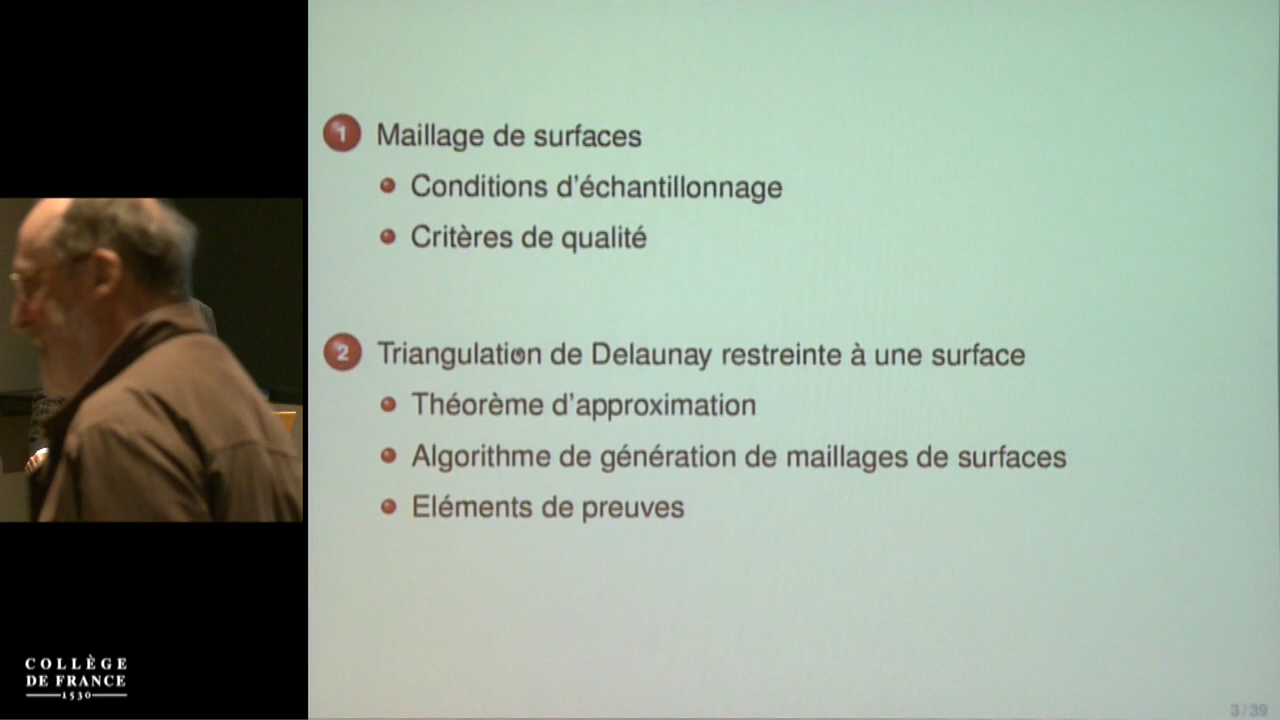 1 Maillage de surfaces
Conditions d'échantillonnage
Critères de qualité
2 Triangulation de Delaunay restreinte à une surface
Théorème d'approximation
Algorithme de génération de maillages de surfaces
Eléments de preuves
COLLÈGE
DE FRANCE
1530
3/39